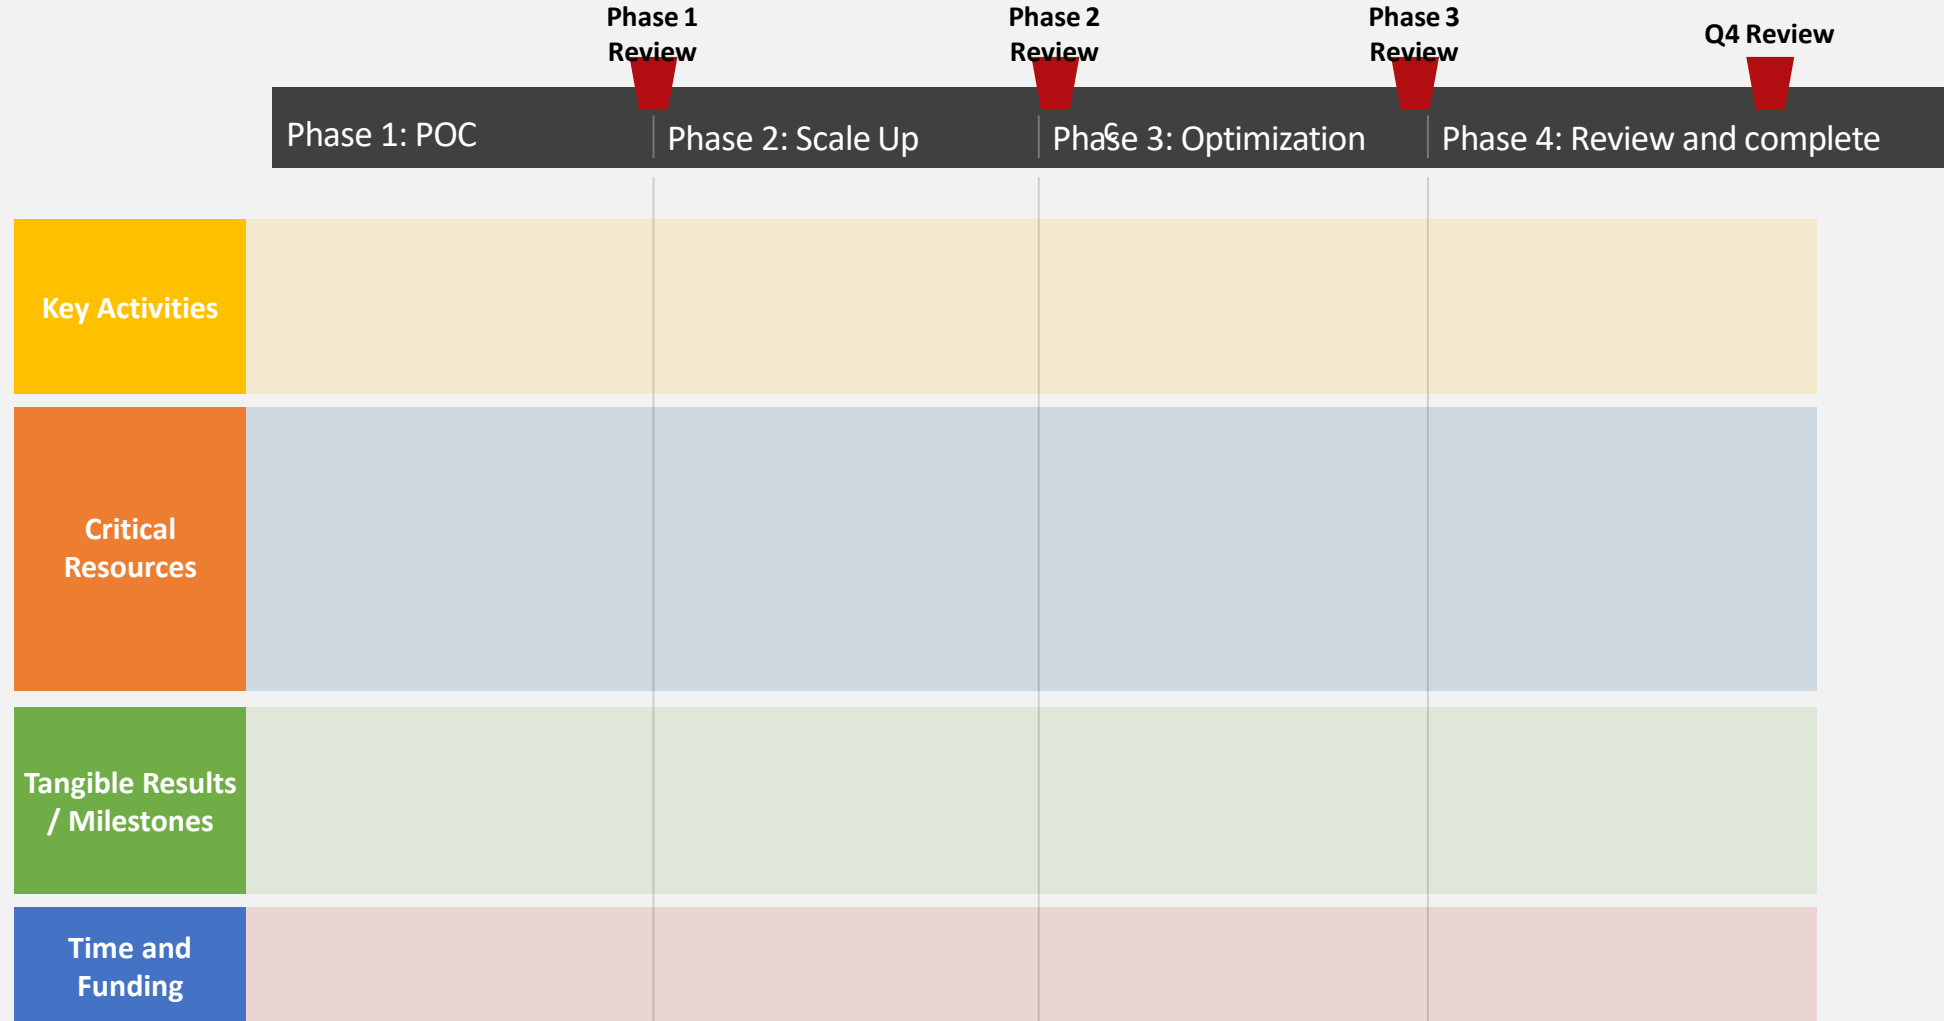 Phase 1
Review
Phase 2
Review
Phase 3
Review
Q4 Review
Phase 1: POC
Phase 2: Scale Up
Phase 3: Optimization
Phase 4: Review and complete
Key Activities
Critical
Resources
Tangible Results
/ Milestones
Time and
Funding